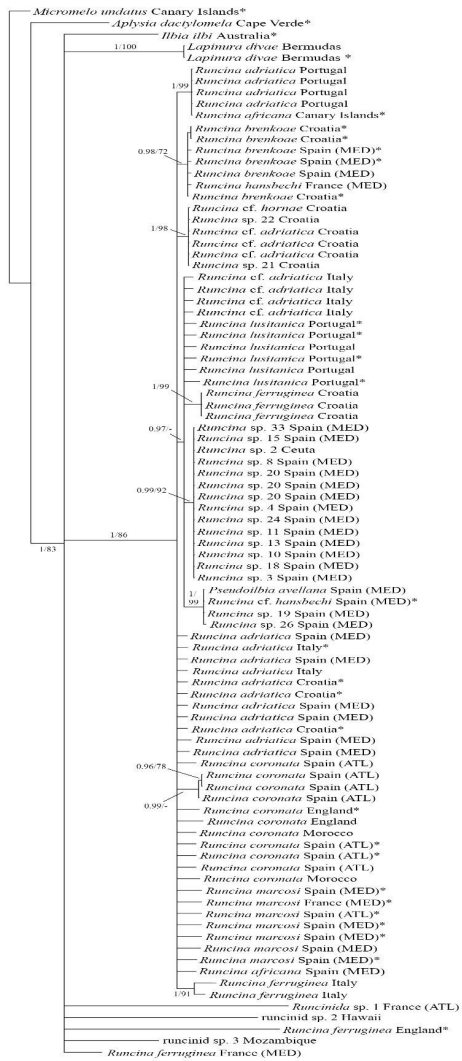 Micromelo undatus Canary Islands*
Aplysia dactylomela Cape Verde*
Ilbia ilbi Australia*
1/100
Lapinura divae Bermudas
Lapinura divae Bermudas *
Runcina adriatica Portugal
Runcina adriatica Portugal
1/99
Runcina adriatica Portugal
Runcina adriatica Portugal
Runcina africana Canary Islands*
Runcina brenkoae Croatia*
Runcina brenkoae Croatia*
0.98/72
Runcina brenkoae Spain (MED)*
Runcina brenkoae Spain (MED)*
Runcina brenkoae Spain (MED)
Runcina hansbechi France (MED)
Runcina brenkoae Croatia*
Runcina cf. hornae Croatia
Runcina sp. 22 Croatia
1/98
Runcina cf. adriatica Croatia
Runcina cf. adriatica Croatia
Runcina cf. adriatica Croatia
Runcina sp. 21 Croatia
Runcina cf. adriatica Italy
Runcina cf. adriatica Italy
Runcina cf. adriatica Italy
Runcina cf. adriatica Italy
Runcina lusitanica Portugal*
Runcina lusitanica Portugal*
Runcina lusitanica Portugal
Runcina lusitanica Portugal*
Runcina lusitanica Portugal
Runcina lusitanica Portugal*
1/99
Runcina ferruginea Croatia
Runcina ferruginea Croatia
Runcina ferruginea Croatia
0.97/-
Runcina sp. 33 Spain (MED)
Runcina sp. 15 Spain (MED)
Runcina sp. 2 Ceuta
Runcina sp. 8 Spain (MED)
0.99/92
Runcina sp. 20 Spain (MED)
Runcina sp. 20 Spain (MED)
Runcina sp. 20 Spain (MED)
Runcina sp. 4 Spain (MED)
Runcina sp. 24 Spain (MED)
Runcina sp. 11 Spain (MED)
Runcina sp. 13 Spain (MED)
Runcina sp. 10 Spain (MED)
Runcina sp. 18 Spain (MED)
Runcina sp. 3 Spain (MED)
1/86
1/83
1/
99
Pseudoilbia avellana Spain (MED)
Runcina cf. hansbechi Spain (MED)*
Runcina sp. 19 Spain (MED)
Runcina sp. 26 Spain (MED)
Runcina adriatica Spain (MED)
Runcina adriatica Italy*
Runcina adriatica Spain (MED)
Runcina adriatica Italy
Runcina adriatica Croatia*
Runcina adriatica Croatia*
Runcina adriatica Spain (MED)
Runcina adriatica Spain (MED)
Runcina adriatica Croatia*
Runcina adriatica Spain (MED)
Runcina adriatica Spain (MED)
Runcina coronata Spain (ATL)
0.96/78
Runcina coronata Spain (ATL)
Runcina coronata Spain (ATL)
Runcina coronata Spain (ATL)
0.99/-
Runcina coronata England*
Runcina coronata England
Runcina coronata Morocco
Runcina coronata Spain (ATL)*
Runcina coronata Spain (ATL)*
Runcina coronata Spain (ATL)
Runcina coronata Morocco
Runcina marcosi Spain (MED)*
Runcina marcosi France (MED)*
Runcina marcosi Spain (ATL)*
Runcina marcosi Spain (MED)*
Runcina marcosi Spain (MED)*
Runcina marcosi Spain (MED)
Runcina marcosi Spain (MED)*
Runcina africana Spain (MED)
1/91
Runcina ferruginea Italy
Runcina ferruginea Italy
Runcinida sp. 1 France (ATL)
runcinid sp. 2 Hawaii
Runcina ferruginea England*
runcinid sp. 3 Mozambique
Runcina ferruginea France (MED)